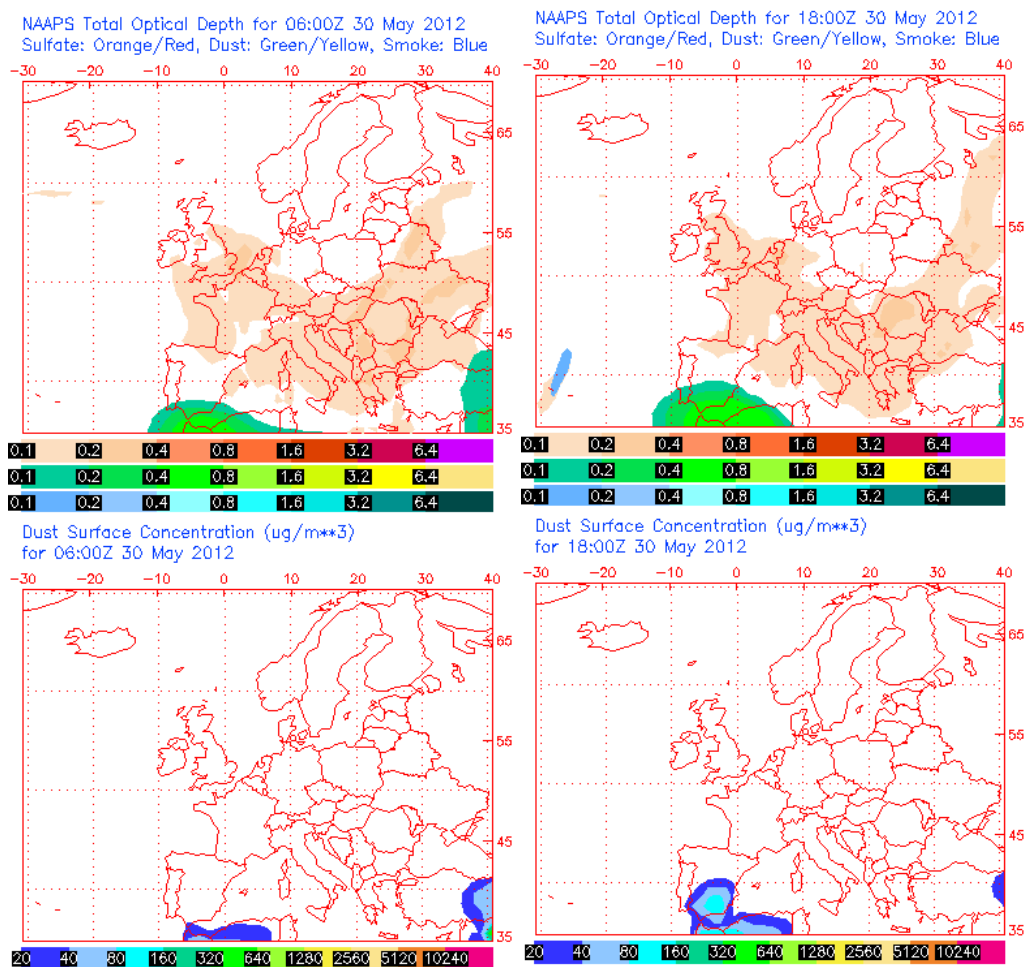 NAAPS Total Optical Depth for 06:00Z 30 May 2012
Sulfate: Orange/Red, Dust: Green/Yellow, Smoke: Blue
-30 -20 -10 0 10 20 30 40
65
55
45
35
0.1 0.2 0.4 0.8 1.6 3.2 6.4
0.1 0.2 0.4 0.8 1.6 3.2 6.4
0.1 0.2 0.4 0.8 1.6 3.2 6.4
NAAPS Total Optical Depth for 18:00Z 30 May 2012
Sulfate: Orange/Red, Dust: Green/Yellow, Smoke: Blue
-30 -20 -10 0 10 20 30 40
65
55
45
35
0.1 0.2 0.4 0.8 1.6 3.2 6.4
0.1 0.2 0.4 0.8 1.6 3.2 6.4
0.1 0.2 0.4 0.8 1.6 3.2 6.4
Dust Surface Concentration (ug/m**3)
for 06:00Z 30 May 2012
-30 -20 -10 0 10 20 30 40
65
55
45
35
20 40 80 160 320 640 1280 2560 5120 10240
Dust Surface Concentration (ug/m**3)
for 18:00Z 30 May 2012
-30 -20 -10 0 10 20 30 40
65
55
45
35
20 40 80 160 320 640 1280 2560 5120 10240